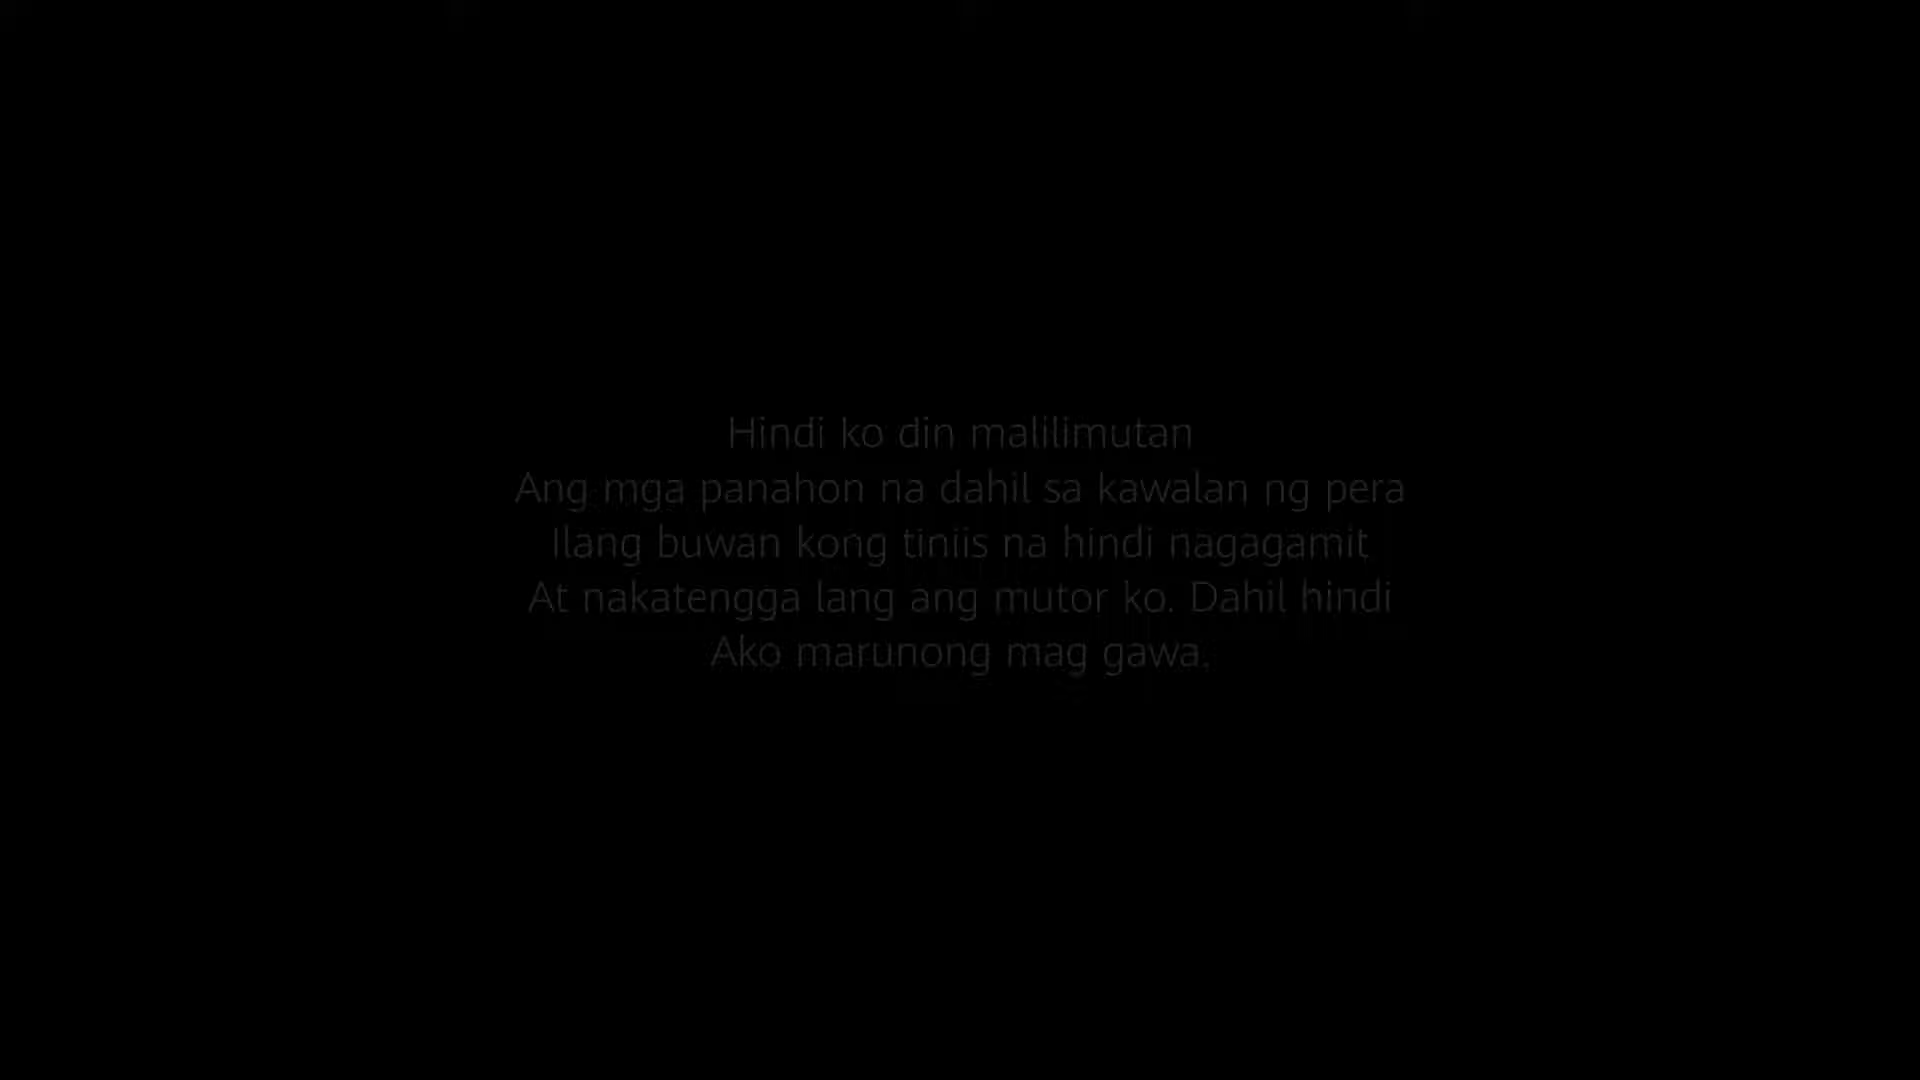 Hindi ko din malilimutan
Ang mga panahon na dahil sa kawalan ng pera
Ilang buwan kong tiniis na hindi nagagamit
At nakatengga lang ang mutor ko. Dahil hindi
Ako marunong mag gawa.